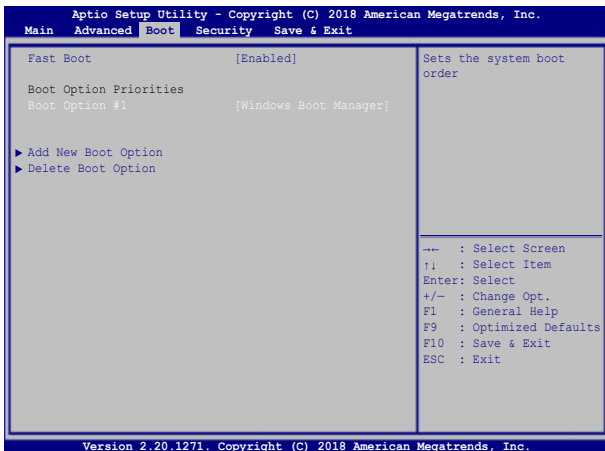 Aptio Setup Utility - Copyright (C) 2018 American Megatrends, Inc.
Main Advanced Boot Security Save & Exit
Fast Boot [Enabled]
Boot Option Priorities
Boot Option #1 [Windows Boot Manager]
▶ Add New Boot Option
▶ Delete Boot Option
Sets the system boot
order
→← : Select Screen
↑↓ : Select Item
Enter: Select
+/— : Change Opt.
F1 : General Help
F9 : Optimized Defaults
F10 : Save & Exit
ESC : Exit
Version 2.20.1271. Copyright (C) 2018 American Megatrends, Inc.